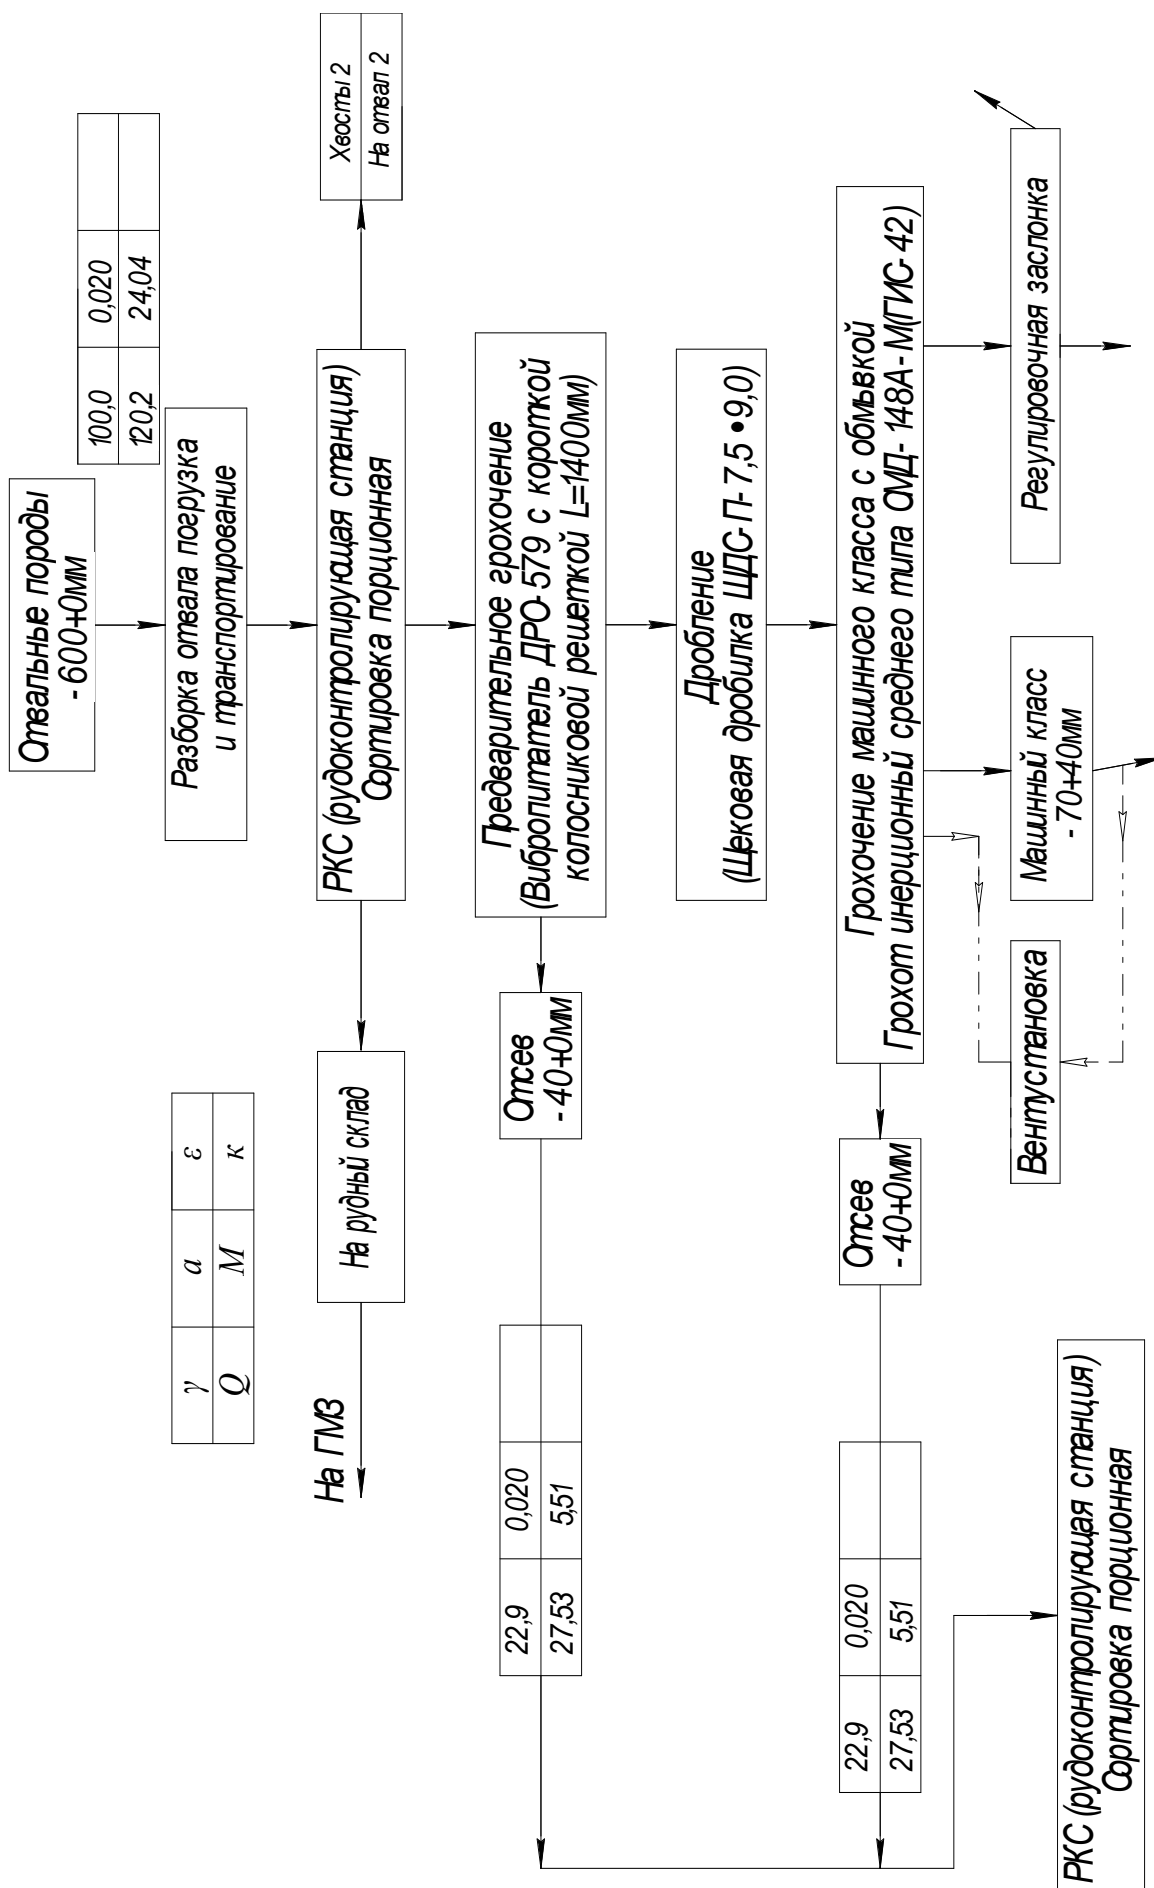 Отвальные породы
- 600+0мм
100,0 0,020
120,2 24,04
Разборка отвала погрузка
и транспортирование
γ a ε
Q M к
На ГМЗ
На рудный склад
РКС (рудоконтролирующая станция)
Сортировка порционная
Хвосты 2
На отвал 2
Предварительное грохочение
(Вибропитатель ДРО-579 с короткой
колосниковой решеткой L=1400мм)
Отсев
- 40+0мм
22,9 0,020
27,53 5,51
Дробление
(Щековая дробилка ЩДС-П-7,5•9,0)
Грохочение машинного класса с обмывкой
Грохот инерционный среднего типа СМД-148А-М(ГИС-42)
Отсев
- 40+0мм
22,9 0,020
27,53 5,51
Вентустановка
Машинный класс
- 70+40мм
Регулировочная заслонка
РКС (рудоконтролирующая станция)
Сортировка порционная